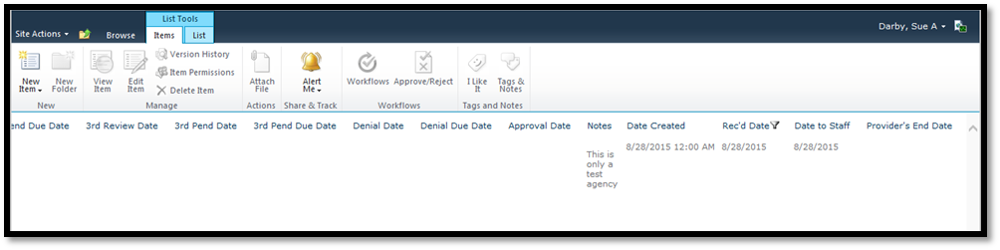 List Tools
Site Actions Browse Items List Darby, Sue A
New Item New Folder View Item Edit Item Version History Item Permissions Delete Item Attach File Alert Me Workflows Approve/Reject I Like It Tags & Notes
New Manage Actions Share & Track Workflows Tags and Notes
end Due Date 3rd Review Date 3rd Pend Date 3rd Pend Due Date Denial Date Denial Due Date Approval Date Notes Date Created Rec'd Date Date to Staff Provider's End Date
8/28/2015 12:00 AM 8/28/2015 8/28/2015
This is
only a
test
agency